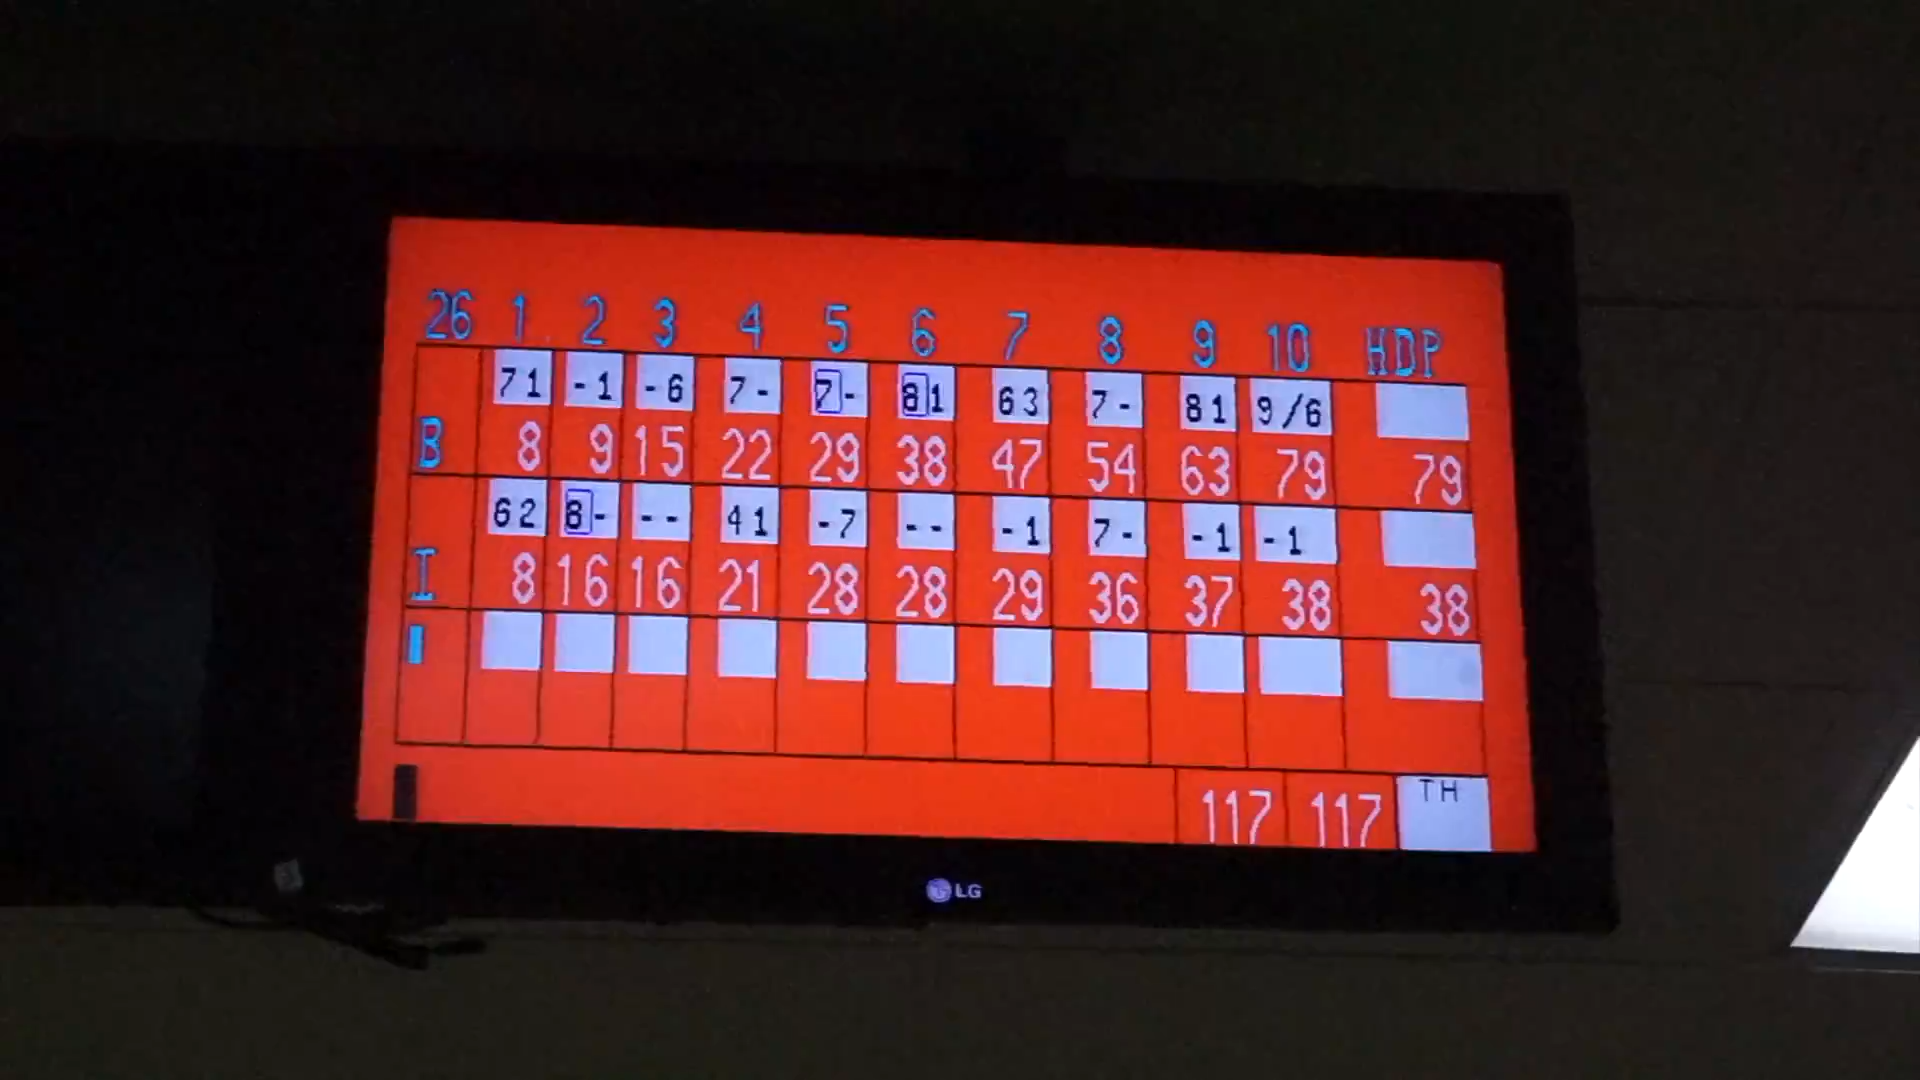 26 1 2 3 4 5 6 7 8 9 10 HDP
71 -1 -6 7- 7- 81 63 7- 81 9/6
B 8 9 15 22 29 38 47 54 63 79 79
62 8- -- 41 -7 -- -1 7- -1 -1
I 8 16 16 21 28 28 29 36 37 38 38
117 117 TH
LG